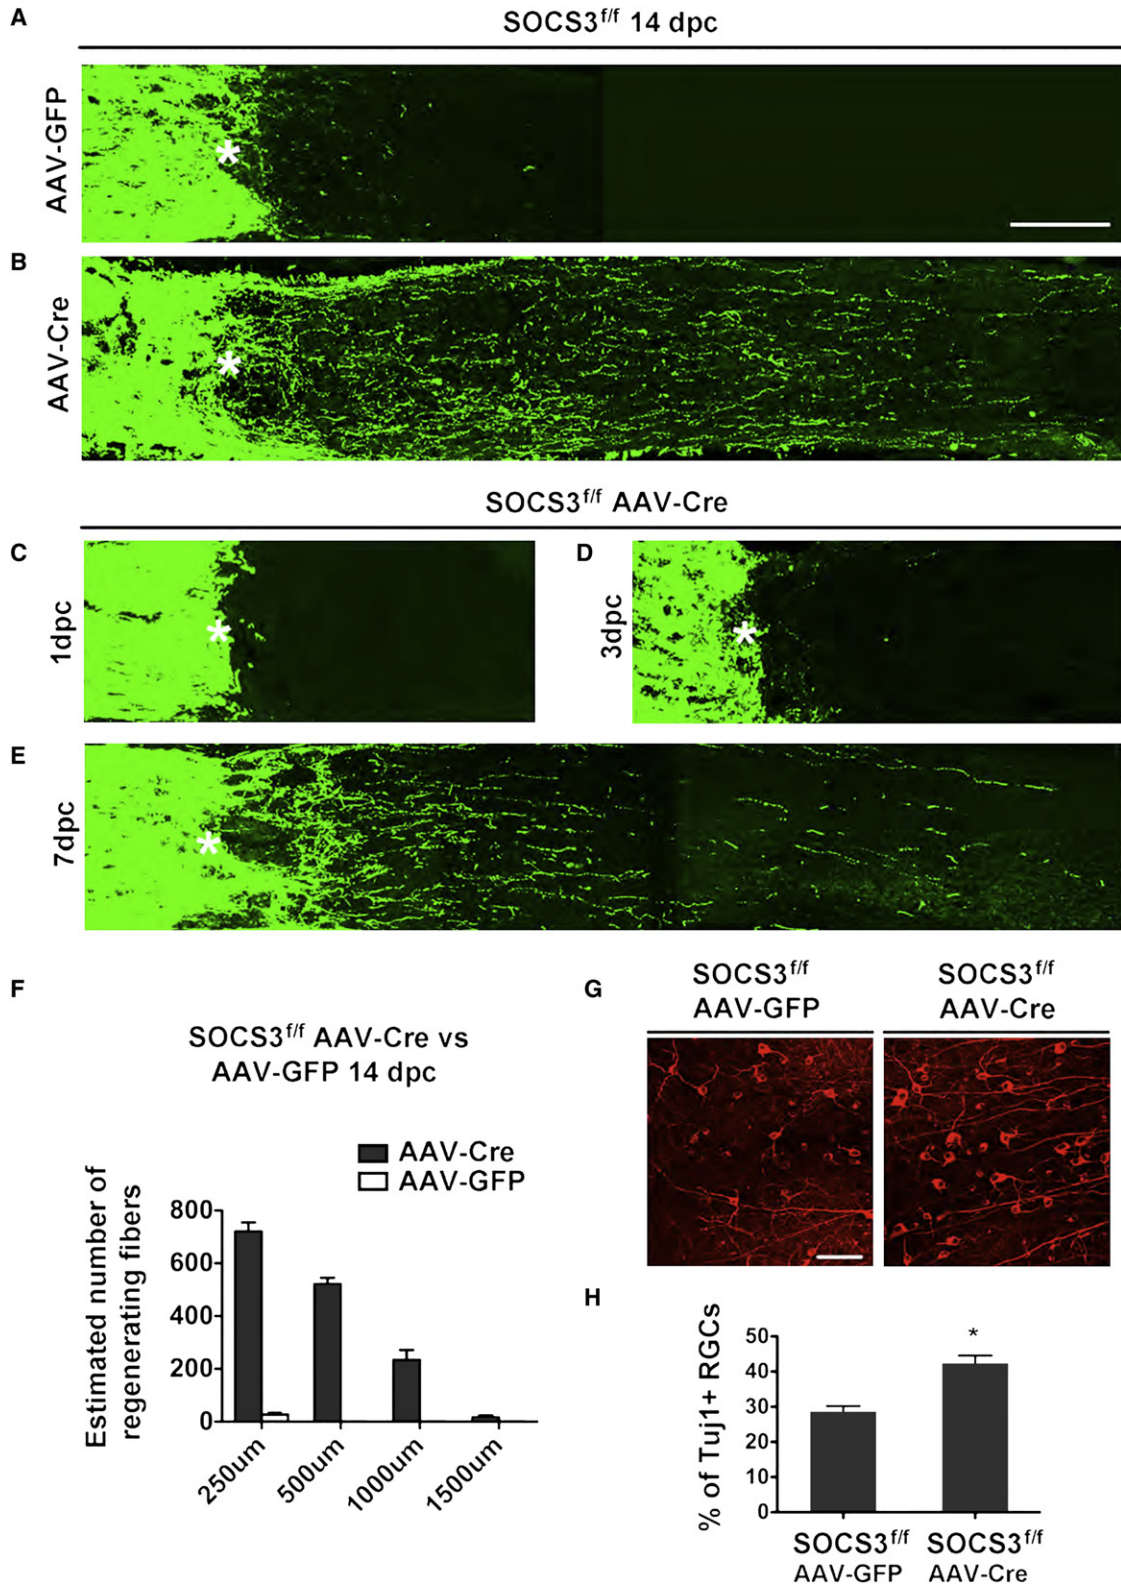 A
SOCS3f/f 14 dpc
AAV-GFP
B
AAV-Cre
SOCS3f/f AAV-Cre
C
1dpc
D
3dpc
E
7dpc
F
SOCS3f/f AAV-Cre vs
AAV-GFP 14 dpc
AAV-Cre
AAV-GFP
Estimated number of
regenerating fibers
800
600
400
200
0
250um
500um
1000um
1500um
G
SOCS3f/f
AAV-GFP
SOCS3f/f
AAV-Cre
H
% of Tuj1+ RGCs
50
40
30
20
10
0
*
SOCS3f/f
AAV-GFP
SOCS3f/f
AAV-Cre